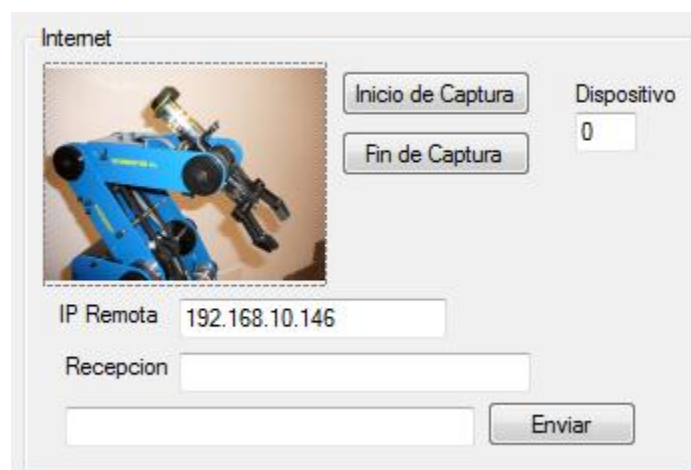 Internet
Inicio de Captura
Dispositivo
0
Fin de Captura
IP Remota
192.168.10.146
Recepcion
Enviar